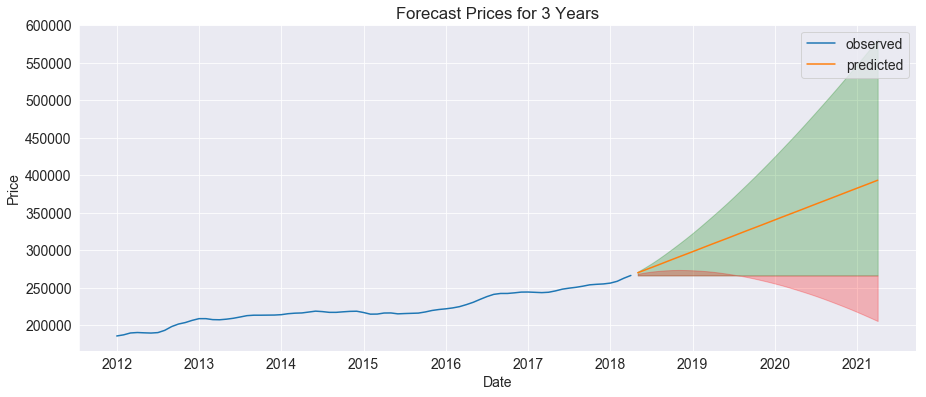 Forecast Prices for 3 Years
observed
predicted
600000
550000
500000
450000
400000
350000
300000
250000
200000
Price
2012 2013 2014 2015 2016 2017 2018 2019 2020 2021
Date